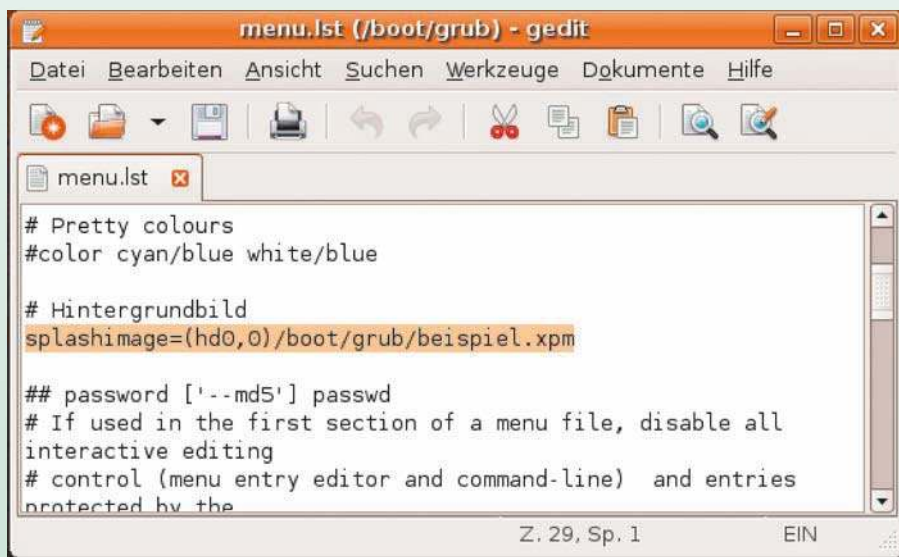 menu.lst (/boot/grub) - gedit
Datei Bearbeiten Ansicht Suchen Werkzeuge Dokumente Hilfe
menu.lst
# Pretty colours
#color cyan/blue white/blue
# Hintergrundbild
splashimage=(hd0,0)/boot/grub/beispiel.xpm
## password ['--md5'] passwd
# If used in the first section of a menu file, disable all
interactive editing
# control (menu entry editor and command-line)  and entries
protected by the
Z. 29, Sp. 1 EIN